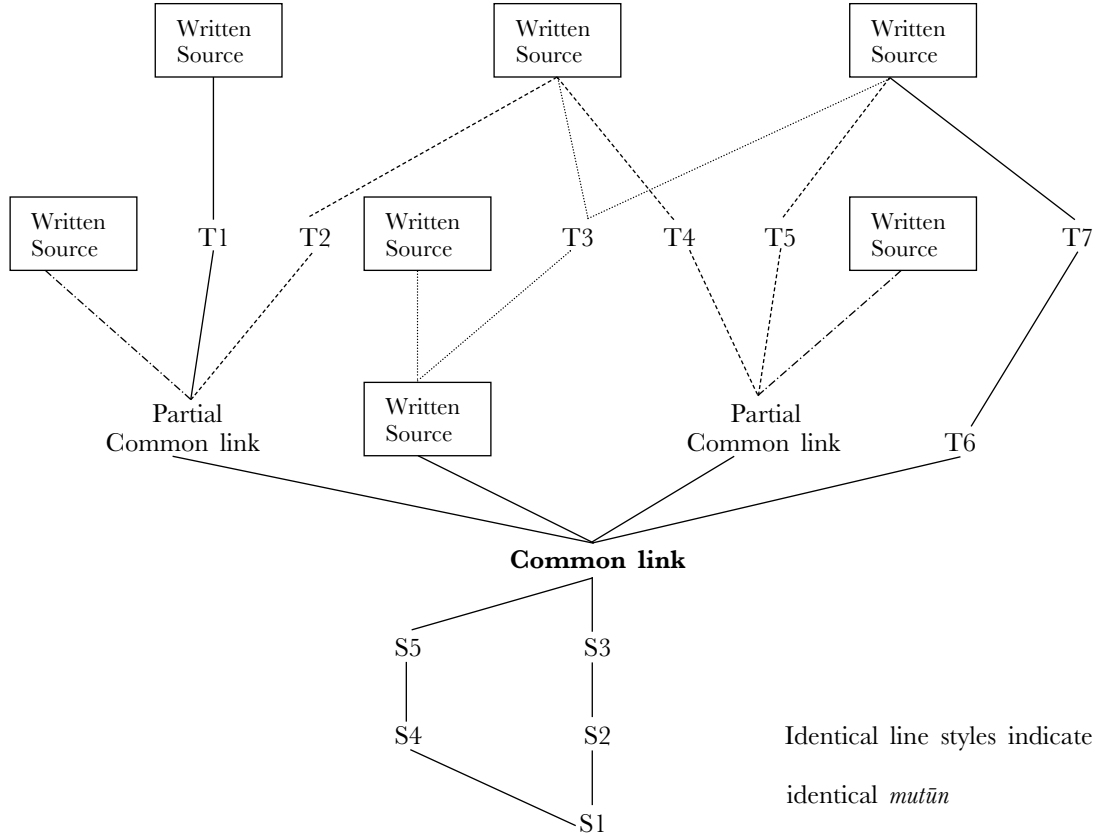 Written
Source
Written
Source
Written
Source
Written
Source
T1
T2
Written
Source
T3
T4
T5
Written
Source
T7
Partial
Common link
Written
Source
Partial
Common link
T6
Common link
S5
S3
S4
S2
Identical line styles indicate
identical mutūn
S1